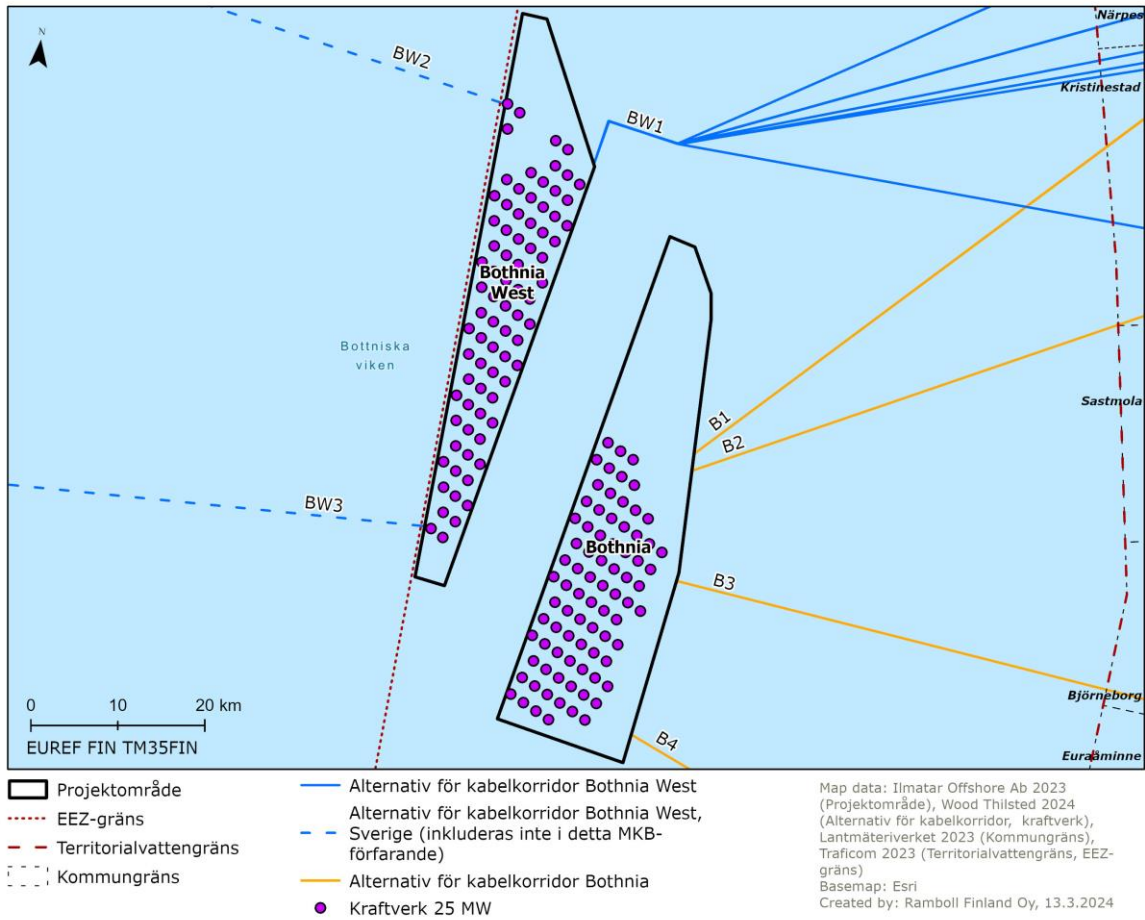 N
Närpes
BW2
Kristinestad
BW1
Bothnia
West
Bottniska
viken
Sastmola
B1
B2
BW3
Bothnia
B3
Björneborg
B4
Euraåminne
0 10 20 km
EUREF FIN TM35FIN
Projektområde
EEZ-gräns
Territorialvattengräns
Kommungräns
Alternativ för kabelkorridor Bothnia West
Alternativ för kabelkorridor Bothnia West,
Sverige (inkluderas inte i detta MKB-
förfarande)
Alternativ för kabelkorridor Bothnia
Kraftverk 25 MW
Map data: Ilmatar Offshore Ab 2023
(Projektområde), Wood Thilsted 2024
(Alternativ för kabelkorridor, kraftverk),
Lantmäteriverket 2023 (Kommungräns),
Traficom 2023 (Territorialvattengräns, EEZ-
gräns)
Basemap: Esri
Created by: Ramboll Finland Oy, 13.3.2024